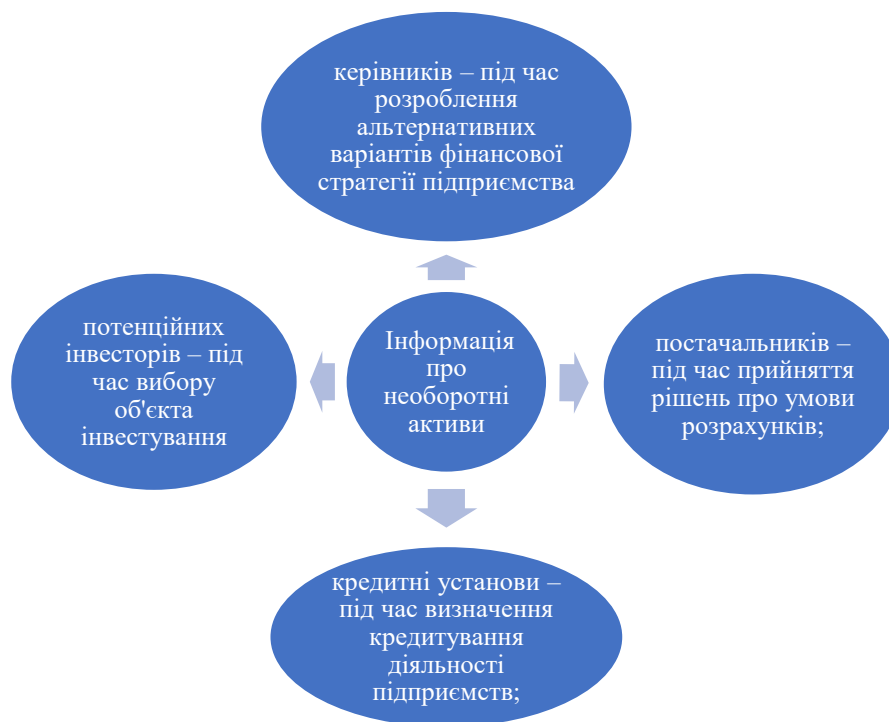 керівників – під час
розроблення
альтернативних
варіантів фінансової
стратегії підприємства
потенційних
інвесторів – під
час вибору
об'єкта
інвестування
Інформація
про
необоротні
активи
постачальників –
під час прийняття
рішень про умови
розрахунків;
кредитні установи –
під час визначення
кредитування
діяльності
підприємств;